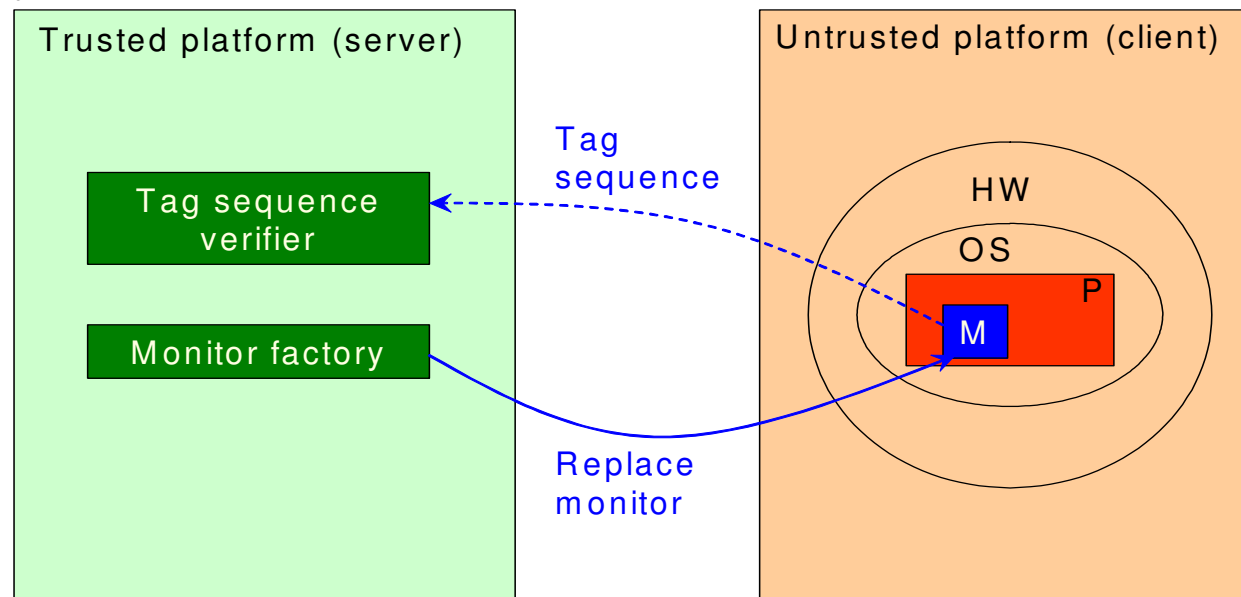 Trusted platform (server)
Untrusted platform (client)
Tag
sequence
Tag sequence
verifier
HW
OS
P
M
Monitor factory
Replace
monitor